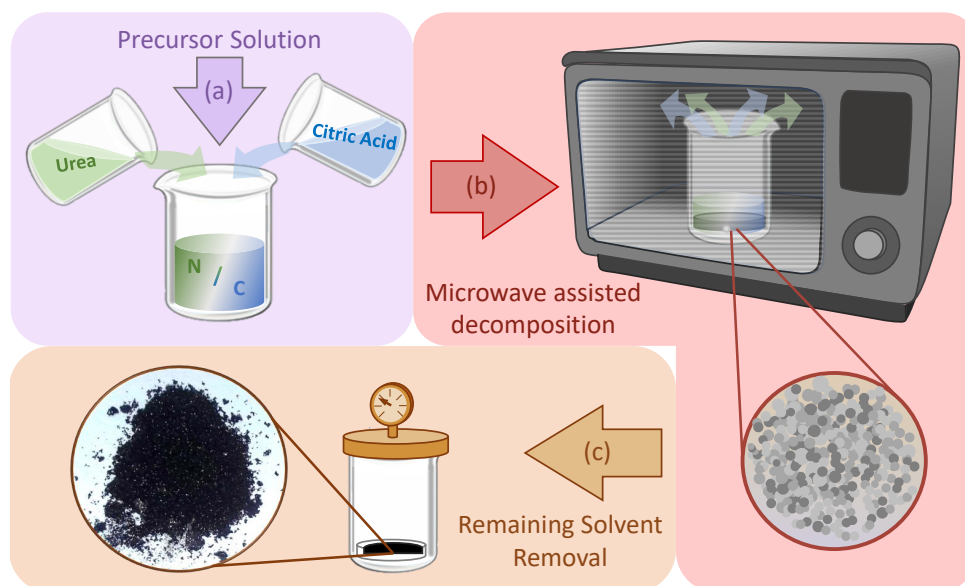 Precursor Solution
(a)
Urea
Citric Acid
N / C
(b)
Microwave assisted
decomposition
(c)
Remaining Solvent
Removal